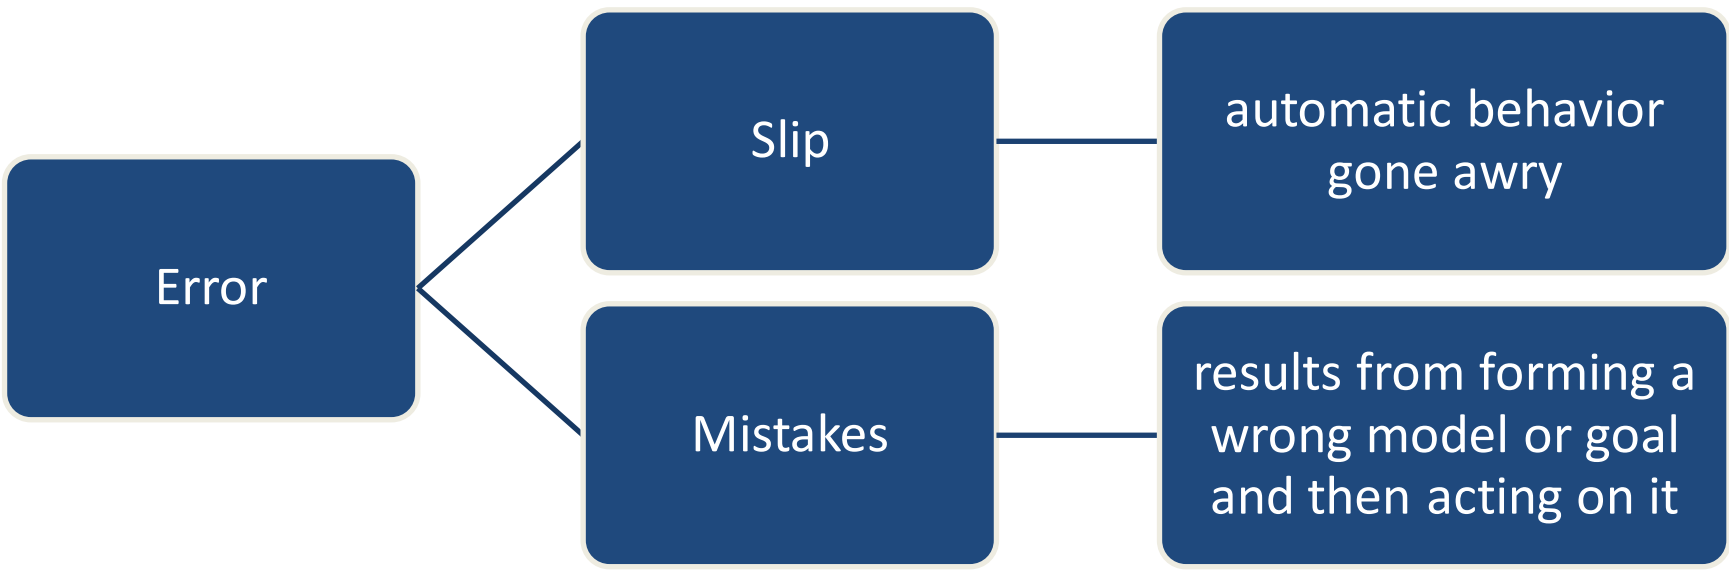 Error
Slip
automatic behavior
gone awry
Mistakes
results from forming a
wrong model or goal
and then acting on it